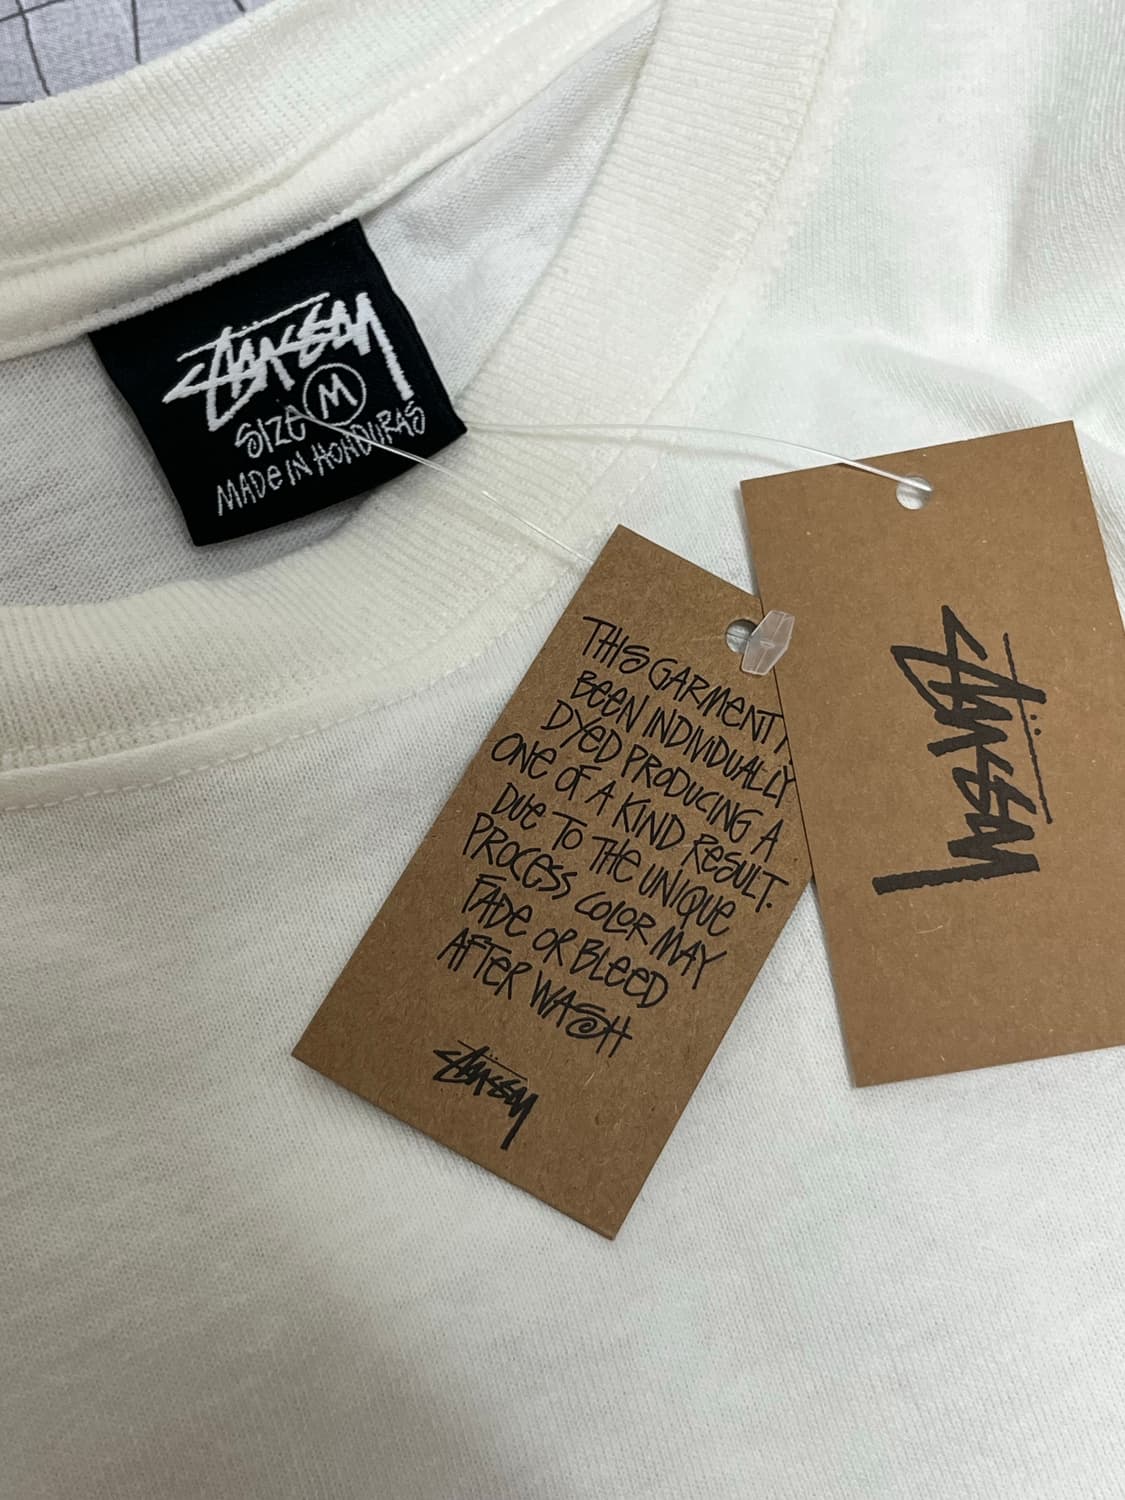 Stüssy
SIZE M
MADE IN HONDURAS
THIS GARMENT
BEEN INDIVIDUALLY
DYED PRODUCING A
ONE OF A KIND RESULT.
DUE TO THE UNIQUE
PROCESS COLOR MAY
FADE OR BLEED
AFTER WASH
Stüssy
Stüssy